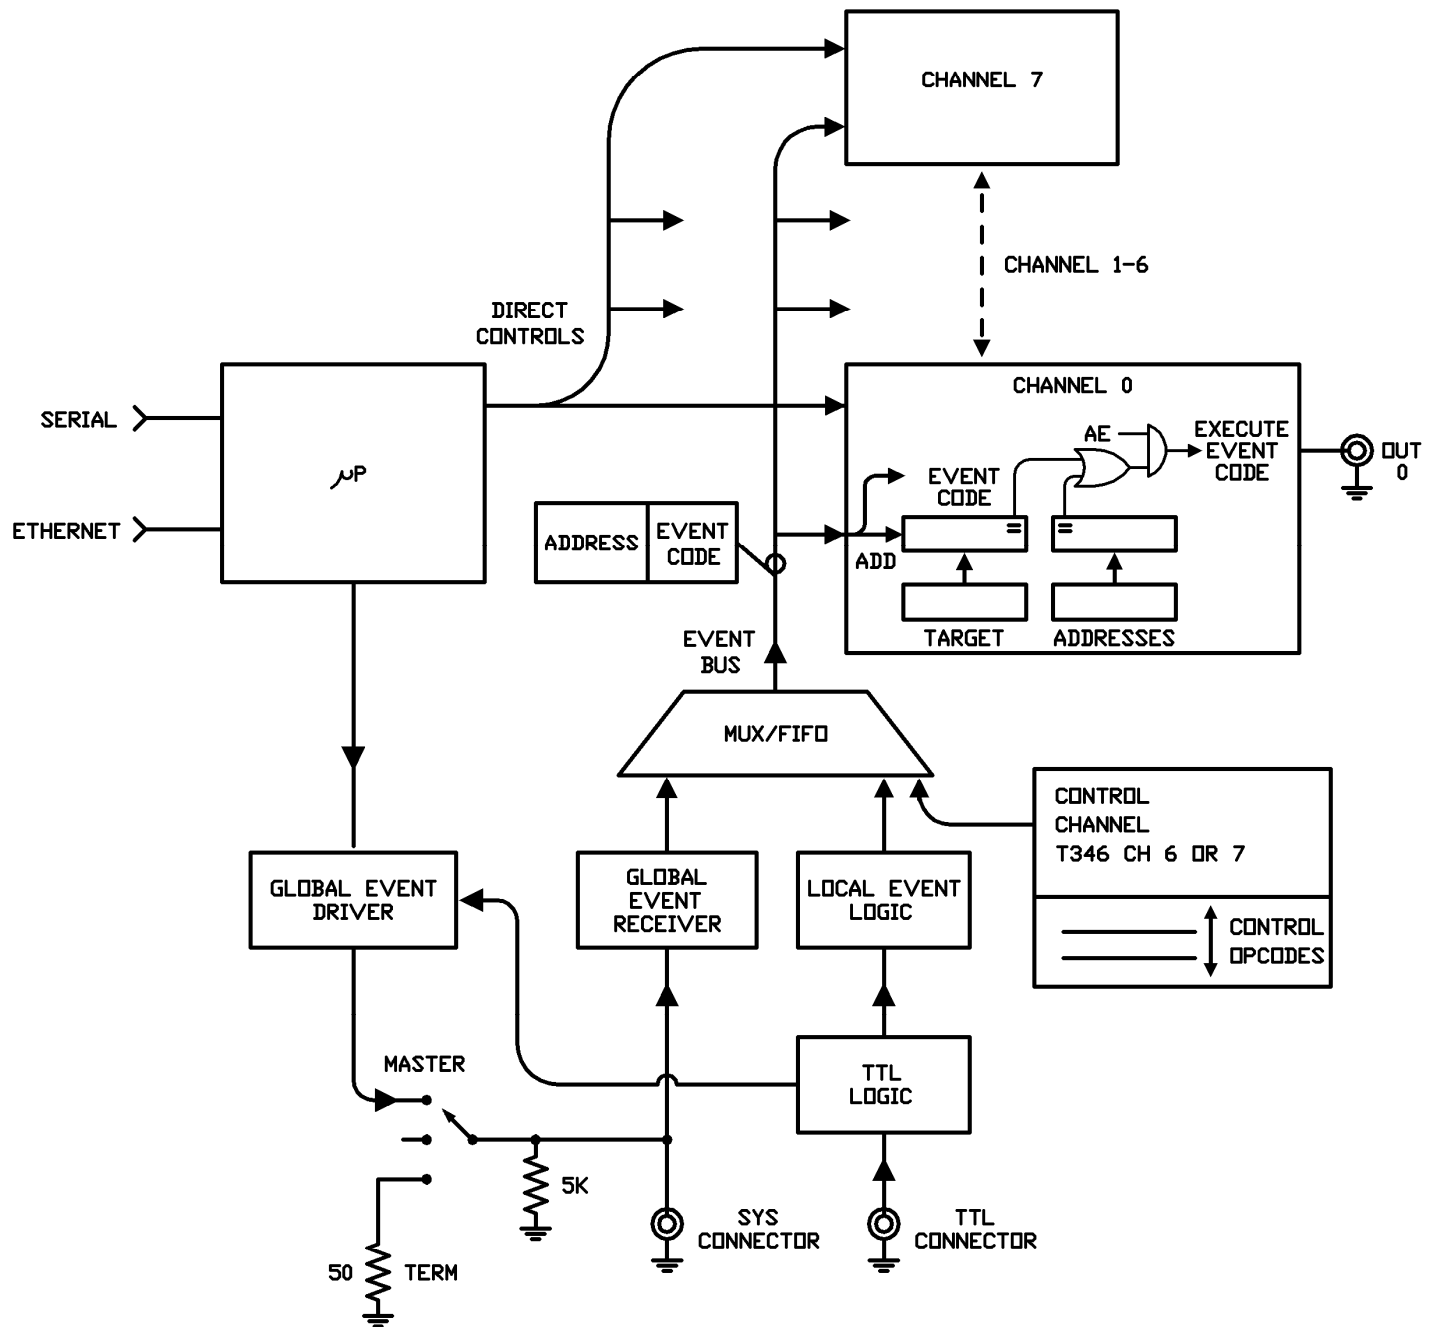 CHANNEL 7
CHANNEL 1-6
DIRECT
CONTROLS
SERIAL
ETHERNET
μP
CHANNEL 0
AE
EXECUTE
EVENT
CODE
OUT
0
EVENT
CODE
ADDRESS
EVENT
CODE
=
=
ADD
TARGET
ADDRESSES
EVENT
BUS
MUX/FIFO
CONTROL
CHANNEL
T346 CH 6 OR 7
CONTROL
OPCODES
GLOBAL EVENT
DRIVER
GLOBAL
EVENT
RECEIVER
LOCAL EVENT
LOGIC
MASTER
TTL
LOGIC
5K
SYS
CONNECTOR
TTL
CONNECTOR
50
TERM